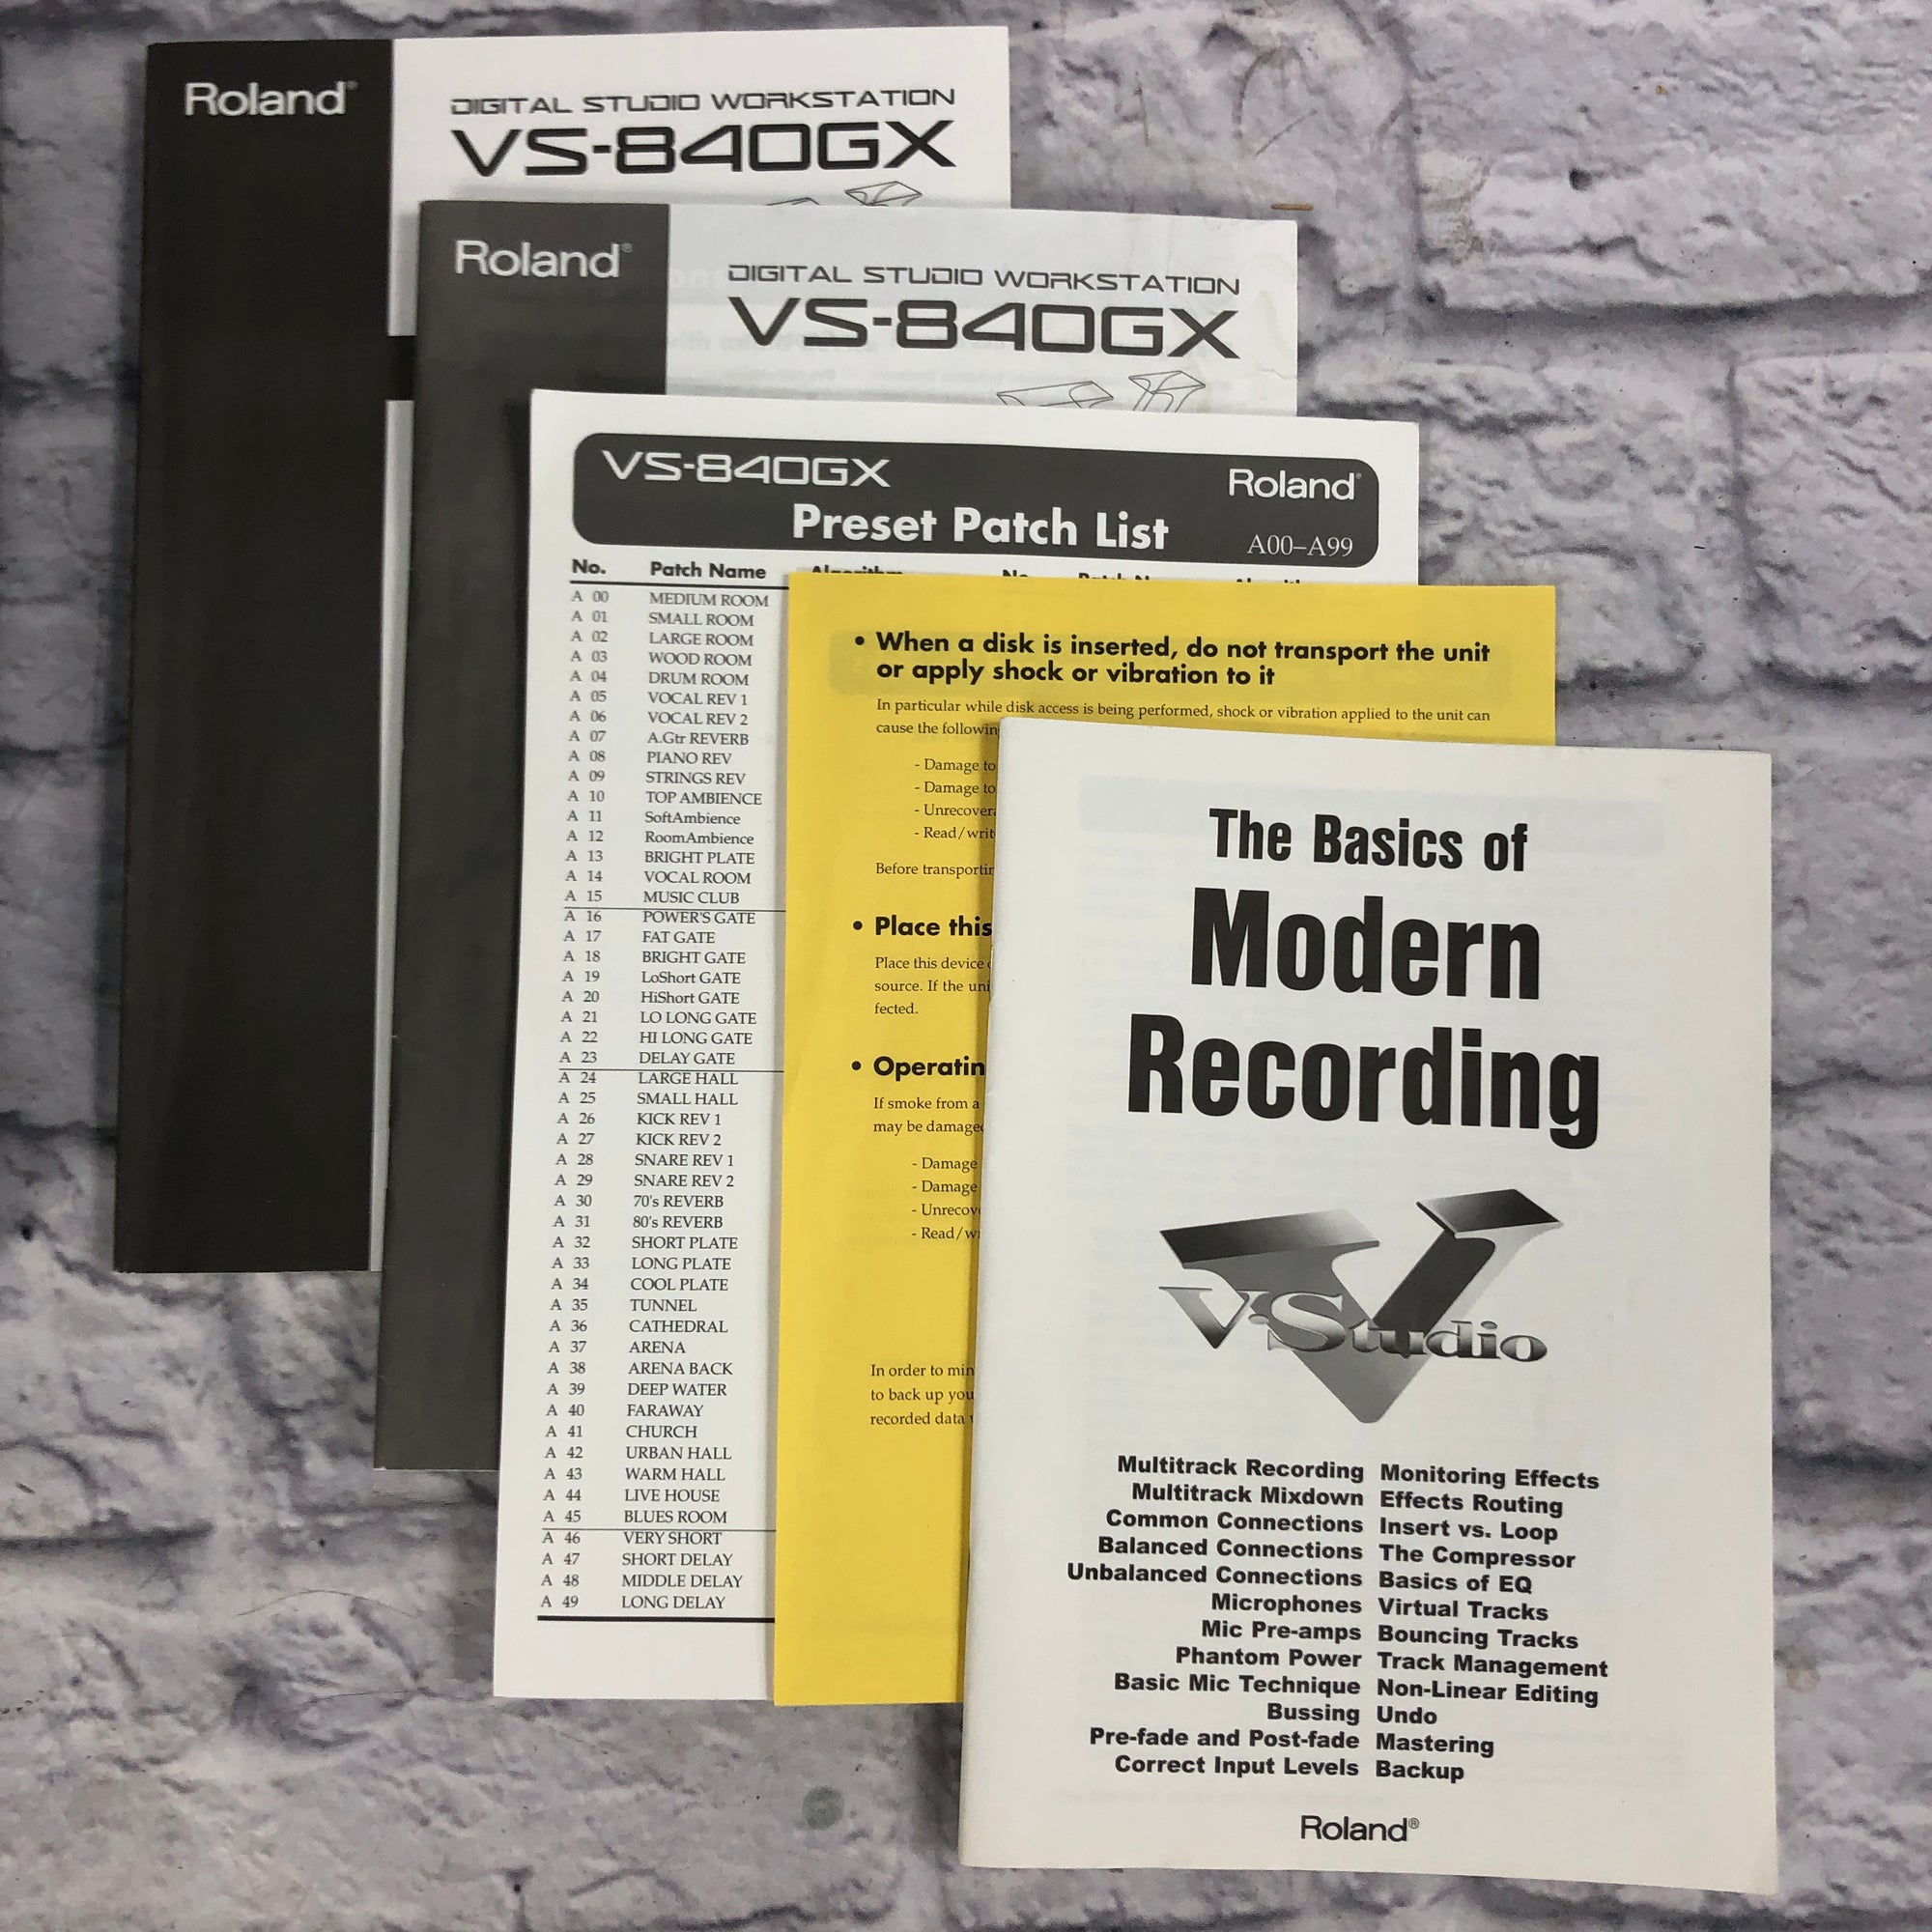 Roland®
DIGITAL STUDIO WORKSTATION
VS-840GX
Roland®
DIGITAL STUDIO WORKSTATION
VS-840GX
VS-840GX
Roland®
Preset Patch List
A00–A99
No. Patch Name
A 00 MEDIUM ROOM
A 01 SMALL ROOM
A 02 LARGE ROOM
A 03 WOOD ROOM
A 04 DRUM ROOM
A 05 VOCAL REV 1
A 06 VOCAL REV 2
A 07 A.Gtr REVERB
A 08 PIANO REV
A 09 STRINGS REV
A 10 TOP AMBIENCE
A 11 SoftAmbience
A 12 RoomAmbience
A 13 BRIGHT PLATE
A 14 VOCAL ROOM
A 15 MUSIC CLUB
A 16 POWER'S GATE
A 17 FAT GATE
A 18 BRIGHT GATE
A 19 LoShort GATE
A 20 HiShort GATE
A 21 LO LONG GATE
A 22 HI LONG GATE
A 23 DELAY GATE
A 24 LARGE HALL
A 25 SMALL HALL
A 26 KICK REV 1
A 27 KICK REV 2
A 28 SNARE REV 1
A 29 SNARE REV 2
A 30 70's REVERB
A 31 80's REVERB
A 32 SHORT PLATE
A 33 LONG PLATE
A 34 COOL PLATE
A 35 TUNNEL
A 36 CATHEDRAL
A 37 ARENA
A 38 ARENA BACK
A 39 DEEP WATER
A 40 FARAWAY
A 41 CHURCH
A 42 URBAN HALL
A 43 WARM HALL
A 44 LIVE HOUSE
A 45 BLUES ROOM
A 46 VERY SHORT
A 47 SHORT DELAY
A 48 MIDDLE DELAY
A 49 LONG DELAY
• When a disk is inserted, do not transport the unit
or apply shock or vibration to it
In particular while disk access is being performed, shock or vibration applied to the unit can
cause the followin
- Damage to
- Damage to
- Unrecover
- Read/writ
Before transportin
• Place this
Place this device
source. If the uni
fected.
• Operatin
If smoke from a
may be damage
- Damage
- Damage
- Unrecov
- Read/w
In order to min
to back up you
recorded data
The Basics of
Modern
Recording
V·Studio
Multitrack Recording Monitoring Effects
Multitrack Mixdown Effects Routing
Common Connections Insert vs. Loop
Balanced Connections The Compressor
Unbalanced Connections Basics of EQ
Microphones Virtual Tracks
Mic Pre-amps Bouncing Tracks
Phantom Power Track Management
Basic Mic Technique Non-Linear Editing
Bussing Undo
Pre-fade and Post-fade Mastering
Correct Input Levels Backup
Roland®